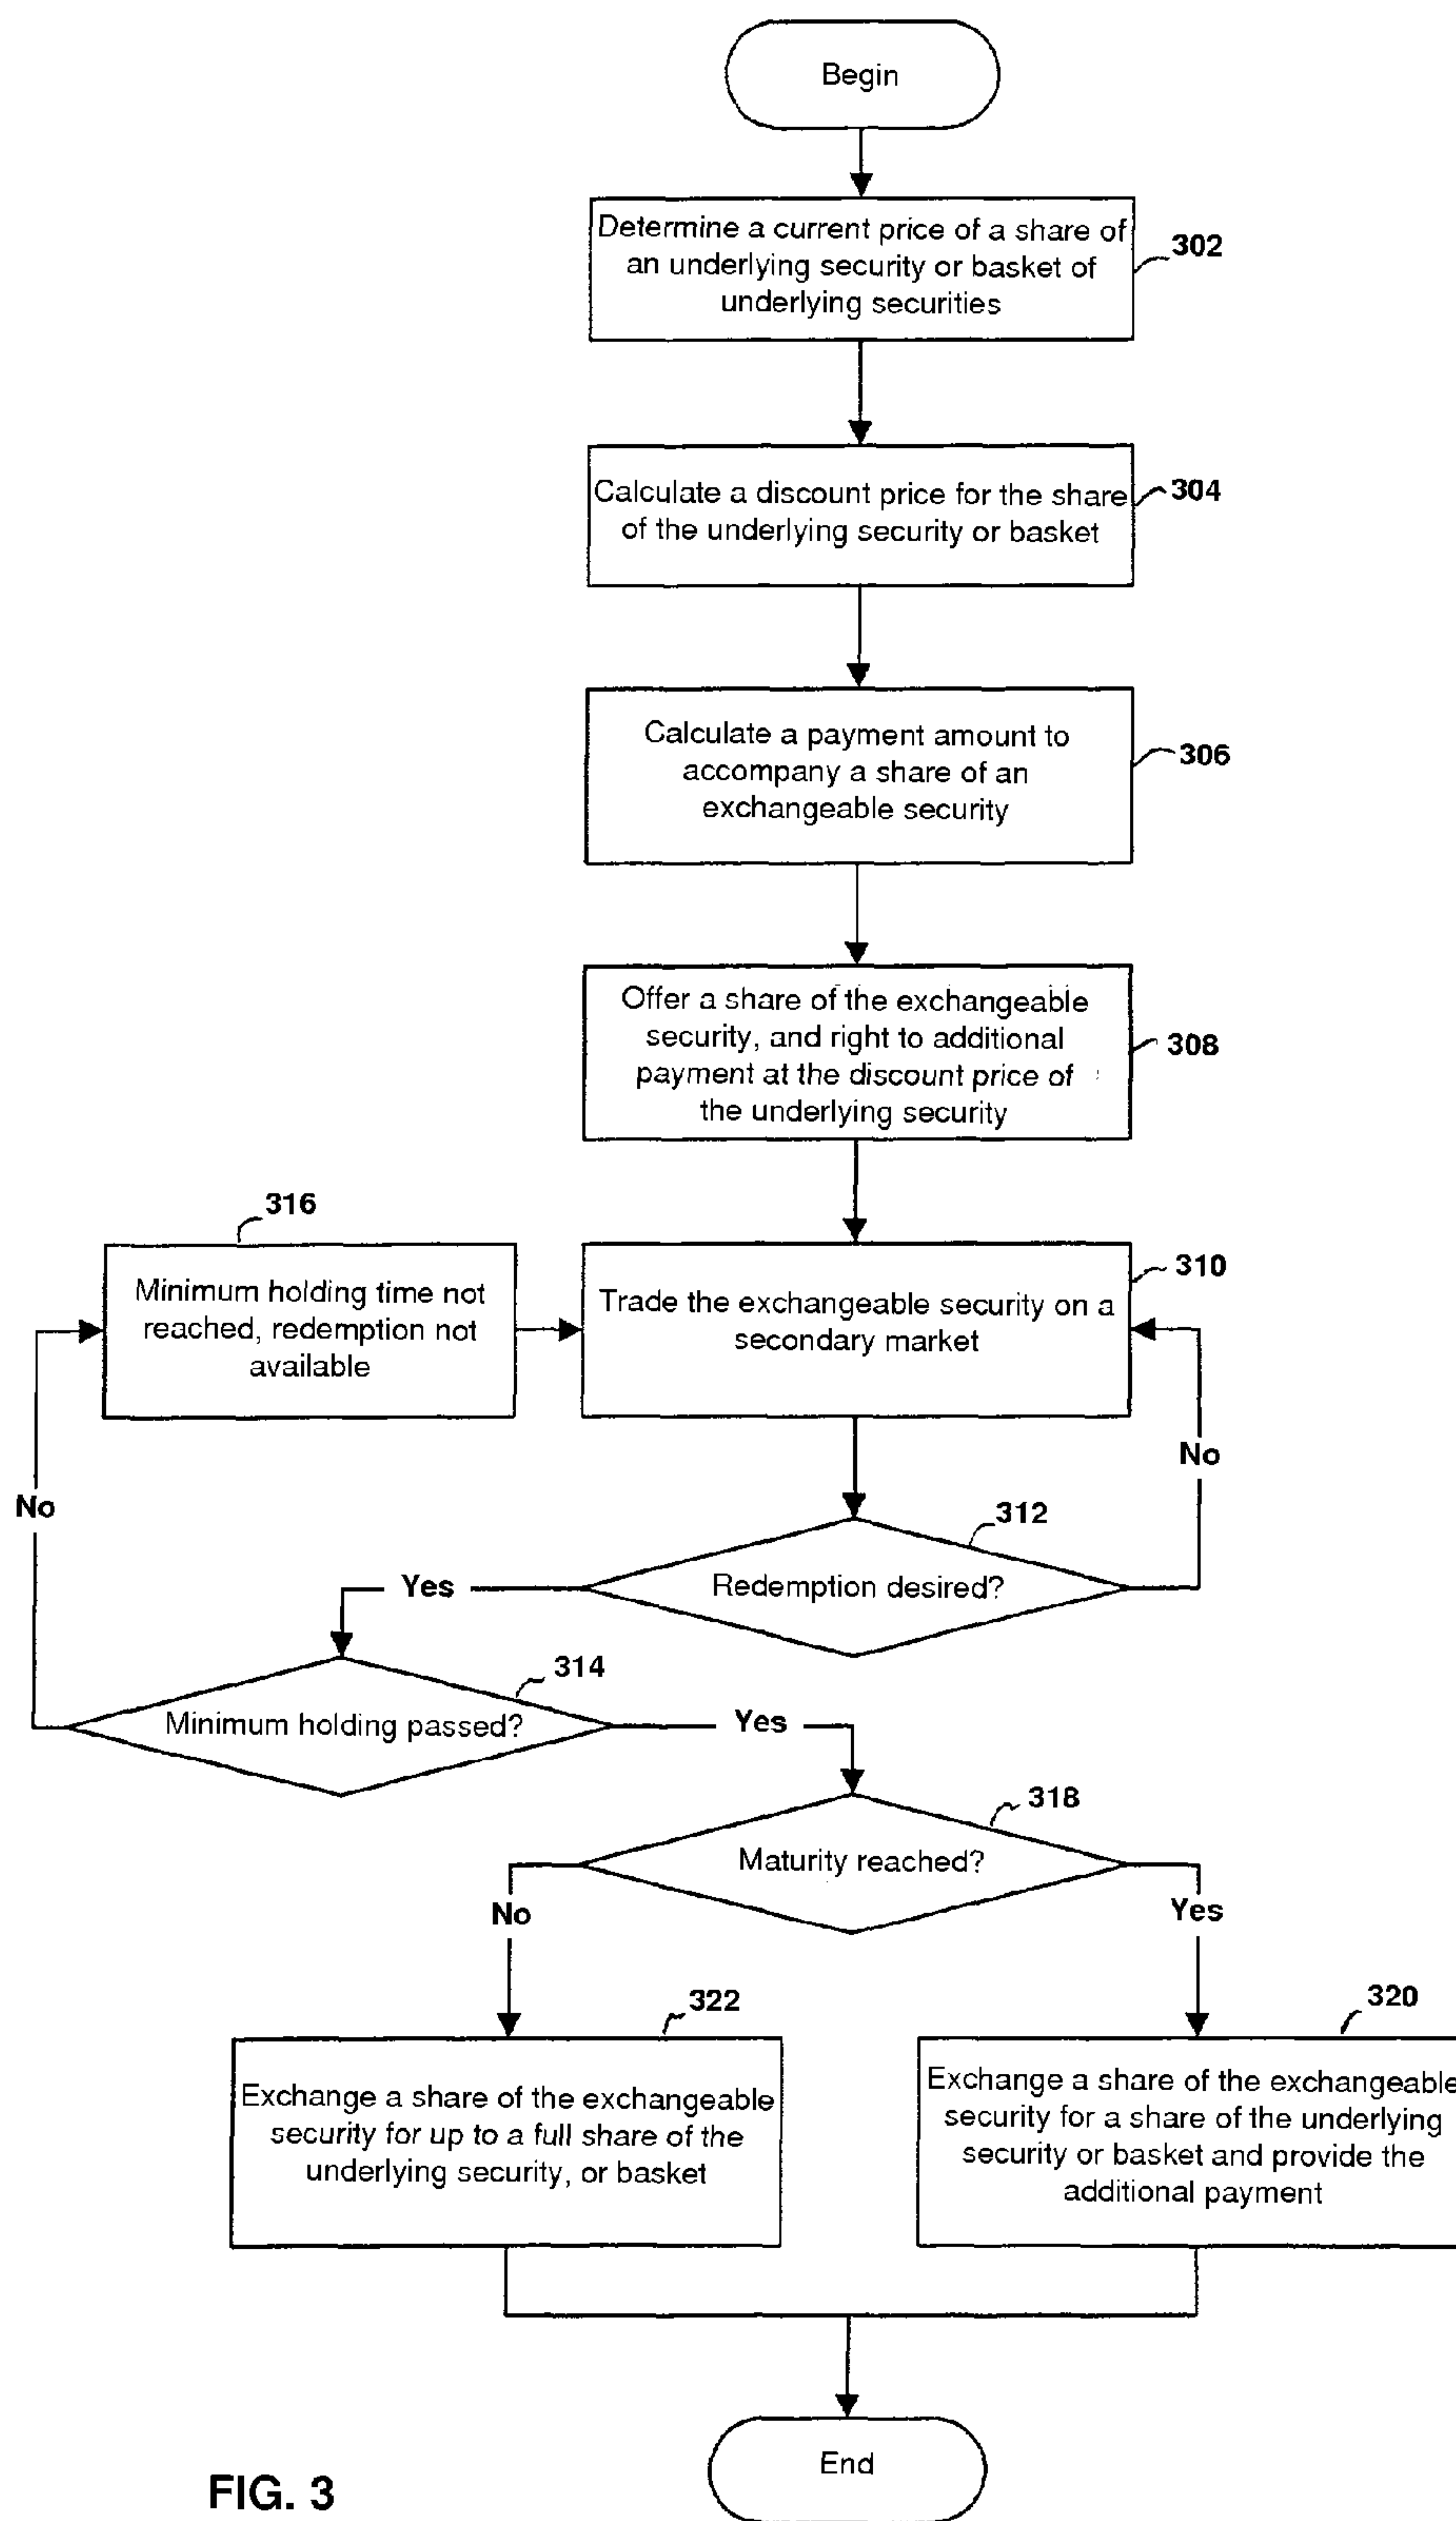 Begin
Determine a current price of a share of
an underlying security or basket of
underlying securities
302
Calculate a discount price for the share
of the underlying security or basket
304
Calculate a payment amount to
accompany a share of an
exchangeable security
306
Offer a share of the exchangeable
security, and right to additional
payment at the discount price of
the underlying security
308
316
Minimum holding time not
reached, redemption not
available
Trade the exchangeable security on a
secondary market
310
No
No
312
Redemption desired?
Yes
314
Minimum holding passed?
Yes
318
Maturity reached?
No
Yes
322
Exchange a share of the exchangeable
security for up to a full share of the
underlying security, or basket
320
Exchange a share of the exchangeable
security for a share of the underlying
security or basket and provide the
additional payment
End
FIG. 3